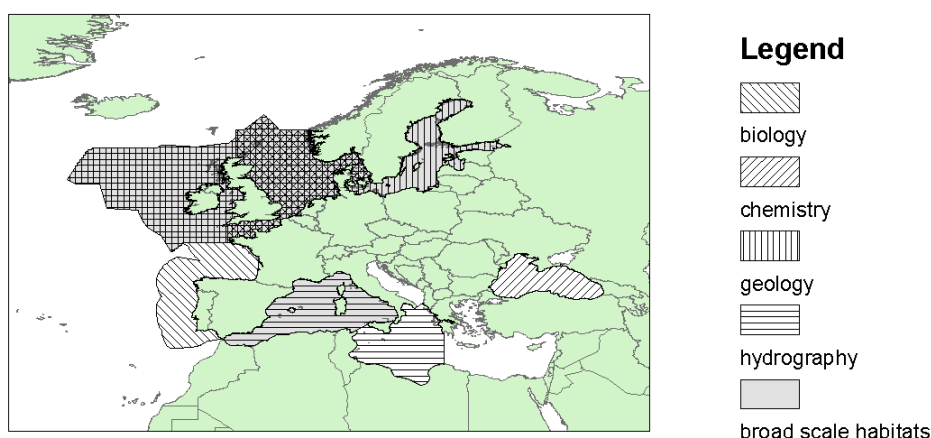 Legend
biology
chemistry
geology
hydrography
broad scale habitats